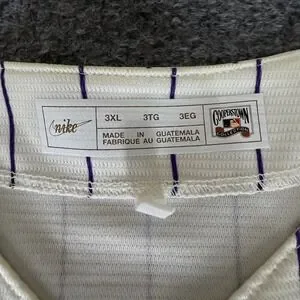 nike
3XL 3TG 3EG
MADE IN GUATEMALA
FABRIQUE AU GUATEMALA
COOPERSTOWN
COLLECTION